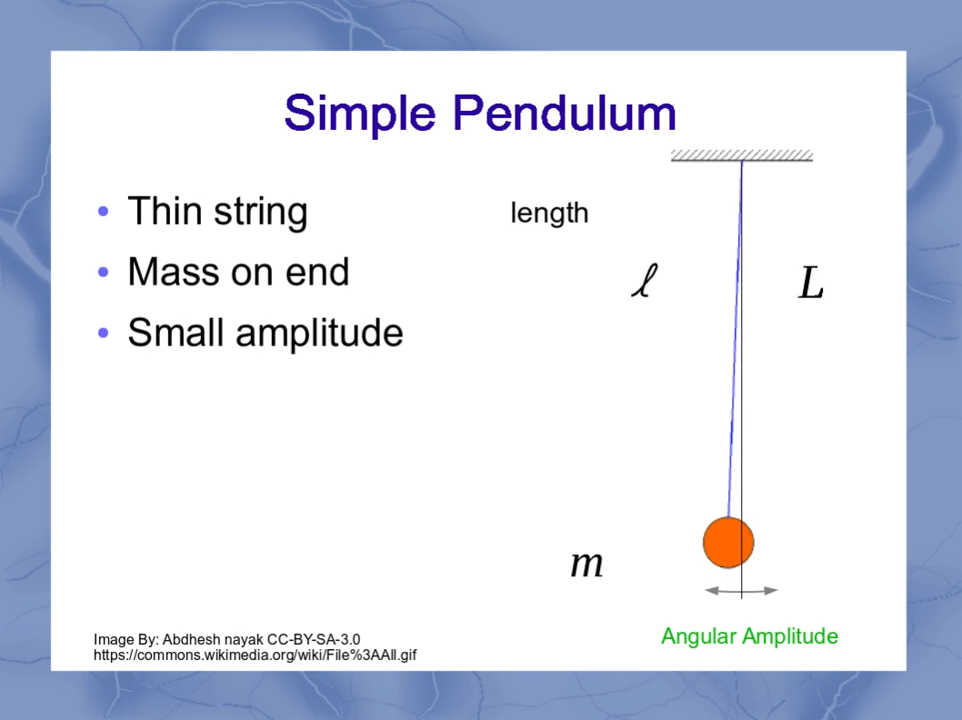 Simple Pendulum
• Thin string
• Mass on end
• Small amplitude
length
ℓ
L
m
Angular Amplitude
Image By: Abdhesh nayak CC-BY-SA-3.0
https://commons.wikimedia.org/wiki/File%3AAll.gif